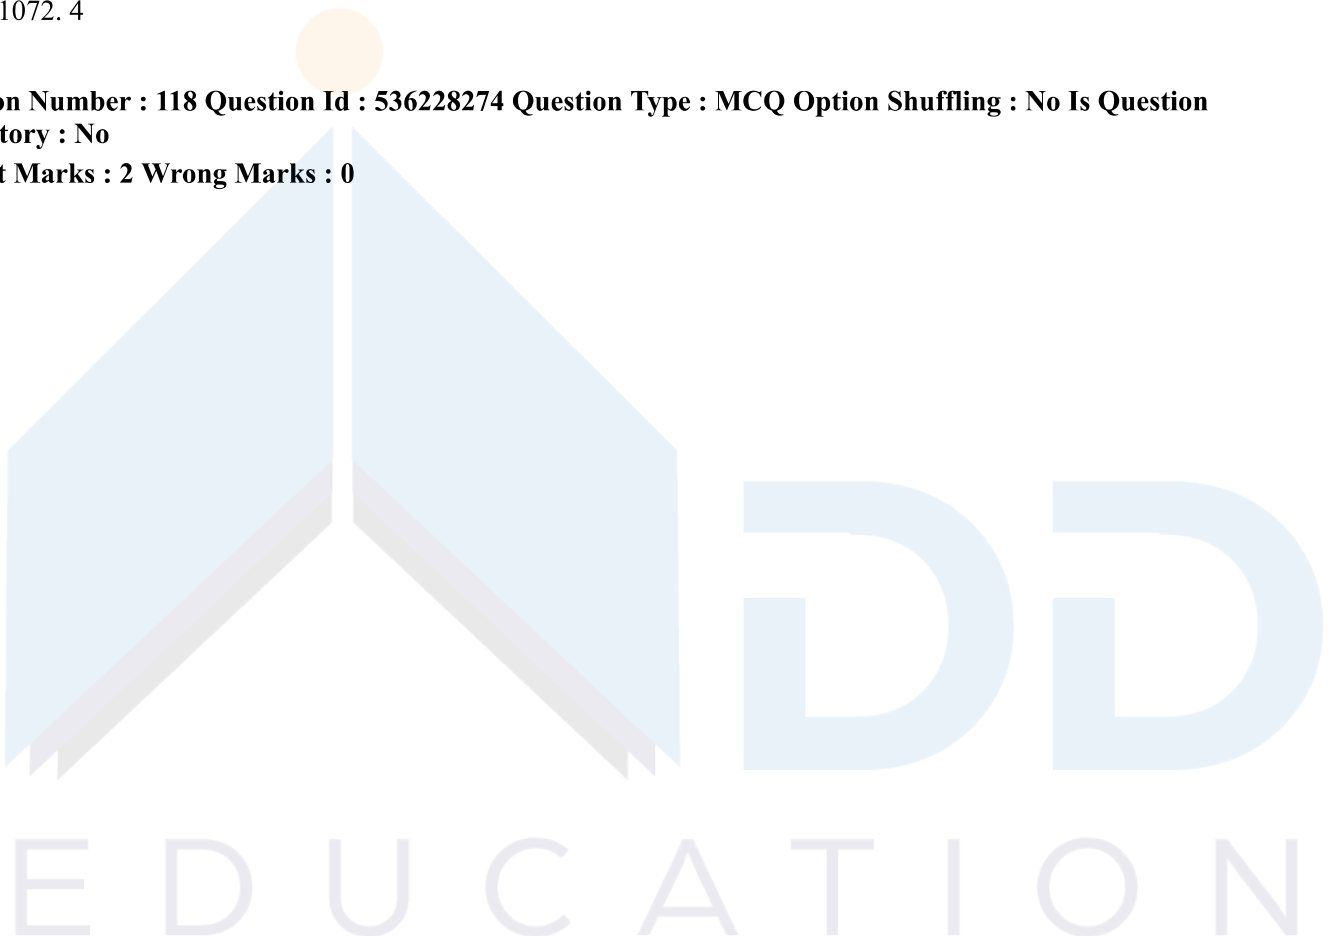 1072. 4
on Number : 118 Question Id : 536228274 Question Type : MCQ Option Shuffling : No Is Question
tory : No
t Marks : 2 Wrong Marks : 0
DD
EDUCATION